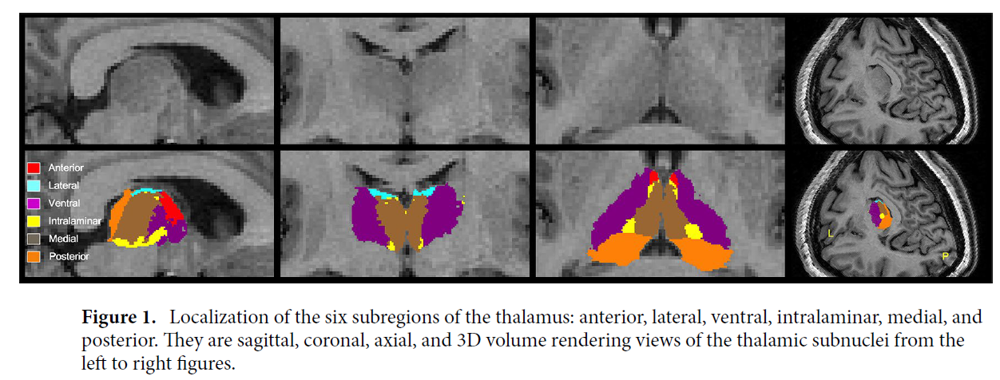 Anterior
Lateral
Ventral
Intralaminar
Medial
Posterior
L
P
Figure 1. Localization of the six subregions of the thalamus: anterior, lateral, ventral, intralaminar, medial, and
posterior. They are sagittal, coronal, axial, and 3D volume rendering views of the thalamic subnuclei from the
left to right figures.